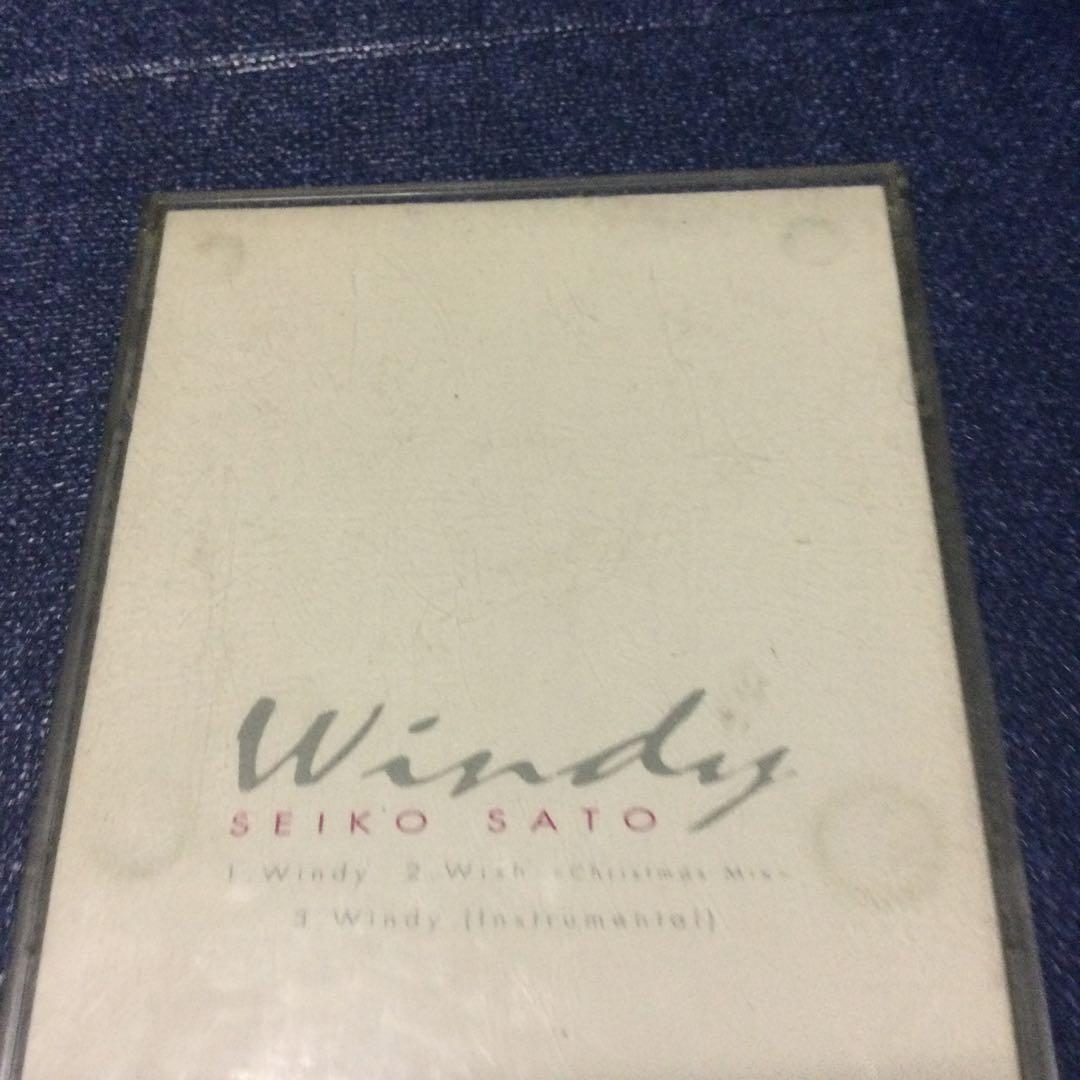 Windy
SEIKO SATO
1.Windy 2.Wish <Christmas Mix>
3.Windy (Instrumental)